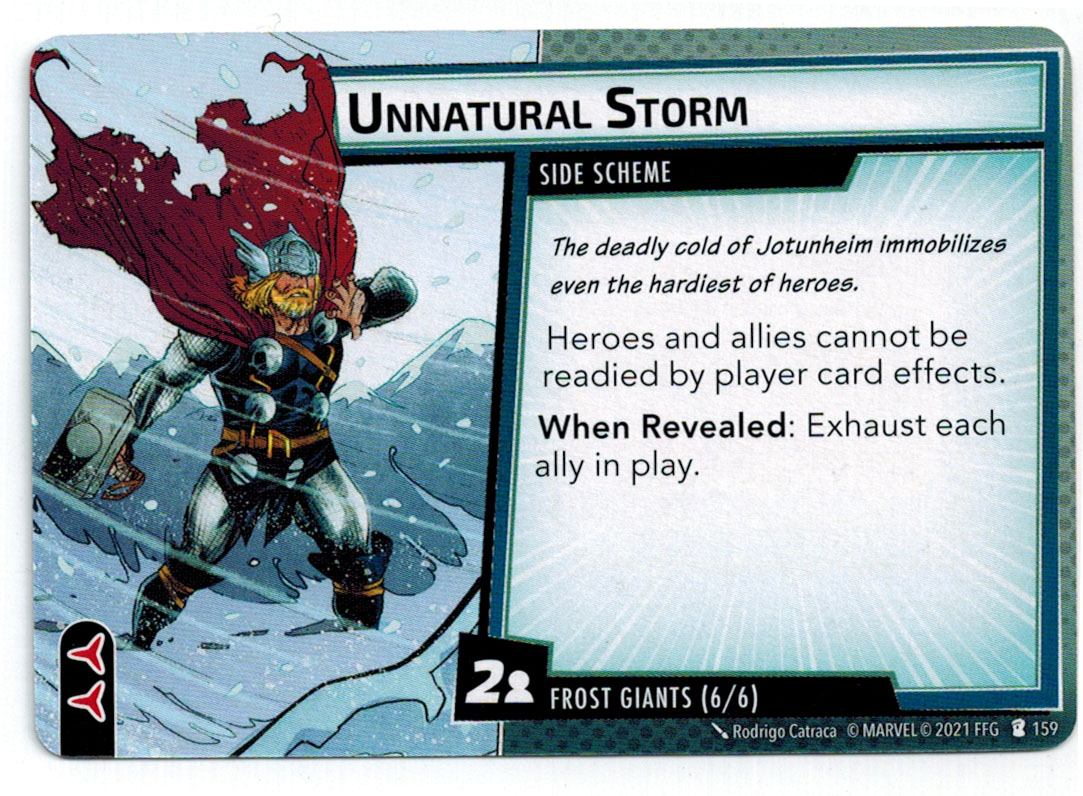 Unnatural Storm
SIDE SCHEME
The deadly cold of Jotunheim immobilizes
even the hardiest of heroes.
Heroes and allies cannot be
readied by player card effects.
When Revealed: Exhaust each
ally in play.
2
FROST GIANTS (6/6)
Rodrigo Catraca © MARVEL © 2021 FFG 159